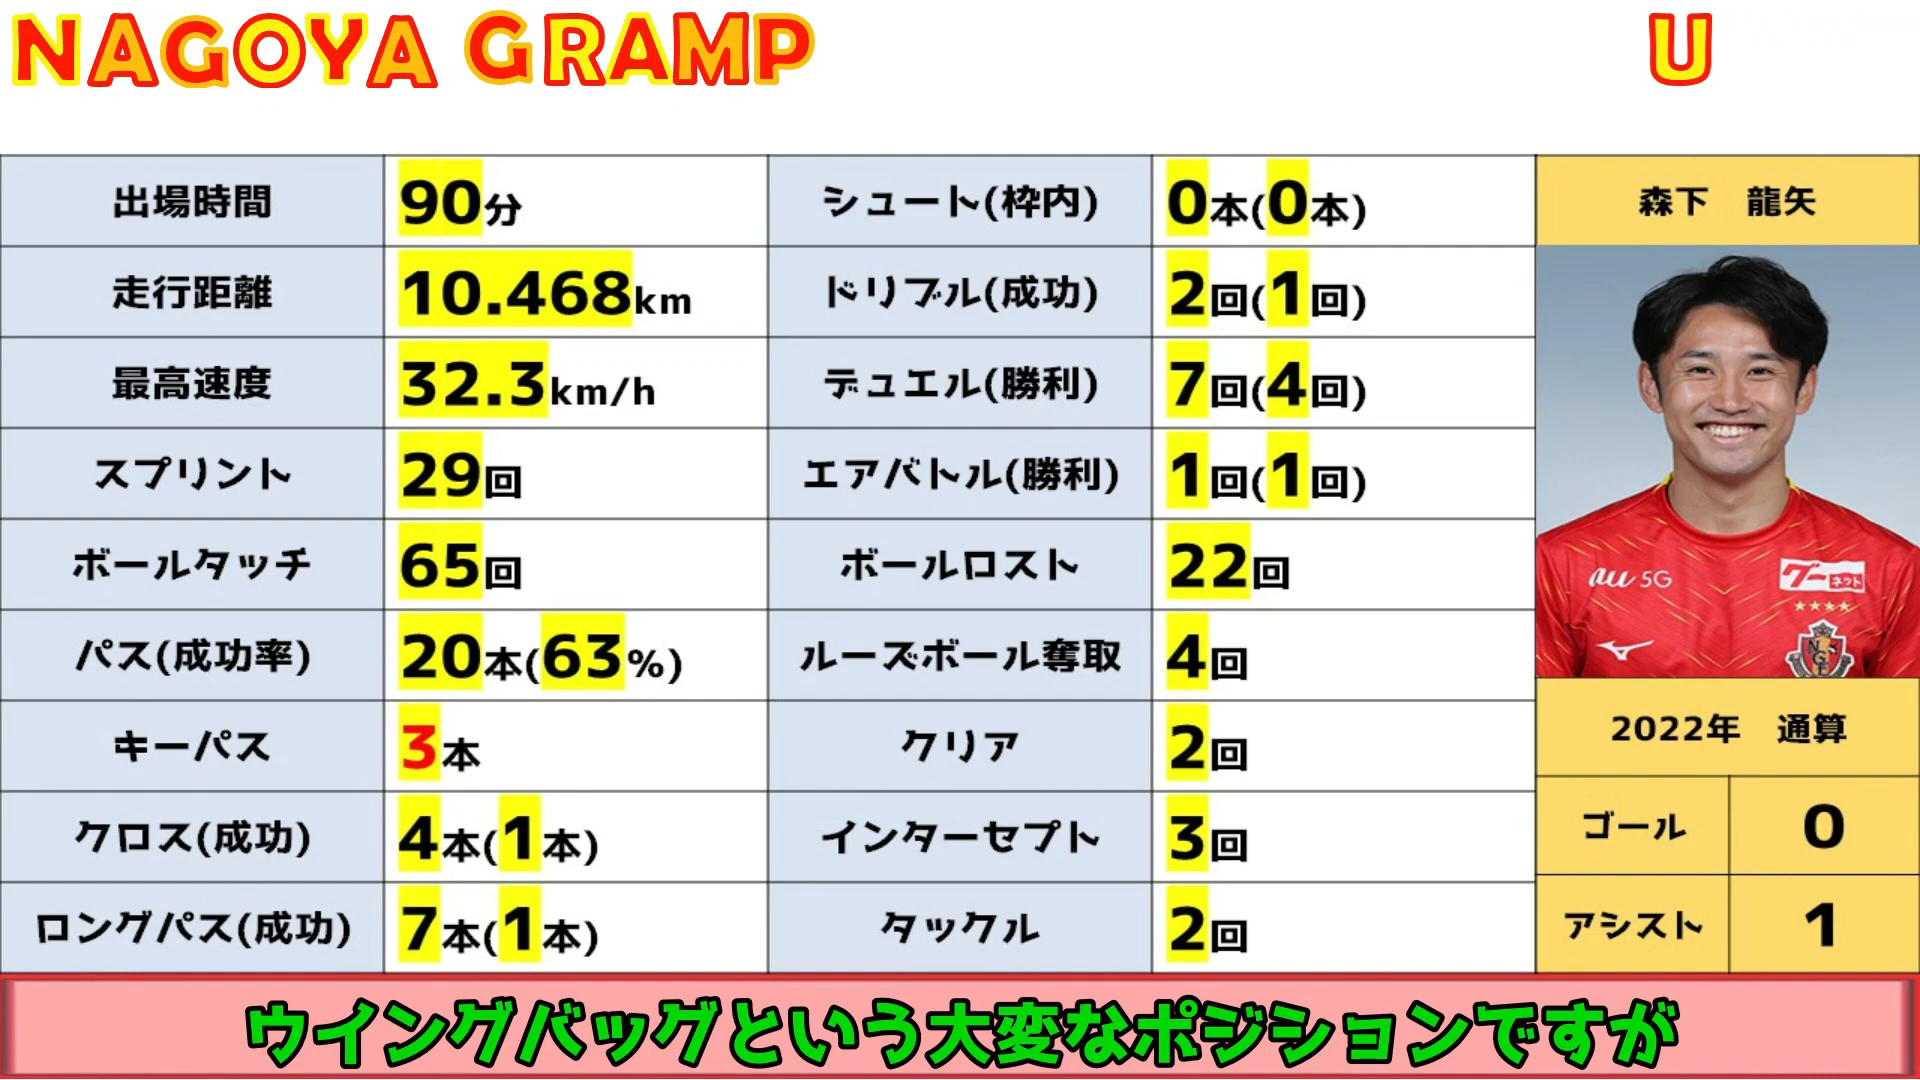 NAGOYA GRAMP U
出場時間 90分 シュート(枠内) 0本(0本) 森下 龍矢
走行距離 10.468km ドリブル(成功) 2回(1回)
最高速度 32.3km/h デュエル(勝利) 7回(4回)
スプリント 29回 エアバトル(勝利) 1回(1回)
ボールタッチ 65回 ボールロスト 22回
au 5G グーネット
パス(成功率) 20本(63%) ルーズボール奪取 4回
NGE
キーパス 3本 クリア 2回 2022年 通算
クロス(成功) 4本(1本) インターセプト 3回 ゴール 0
ロングパス(成功) 7本(1本) タックル 2回 アシスト 1
ウイングバッグという大変なポジションですが